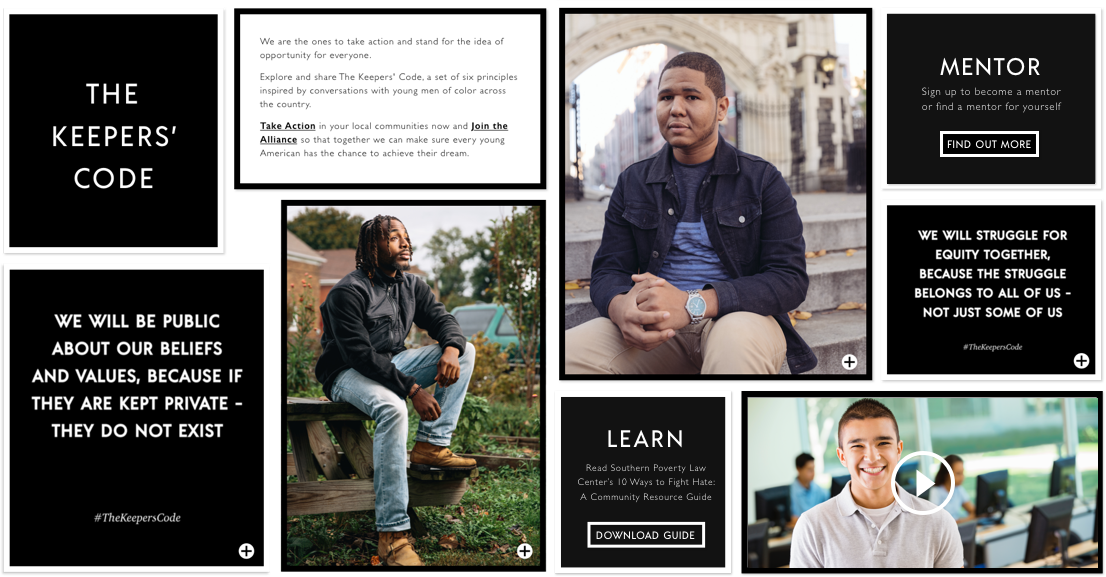 THE
KEEPERS'
CODE
We are the ones to take action and stand for the idea of
opportunity for everyone.
Explore and share The Keepers' Code, a set of six principles
inspired by conversations with young men of color across
the country.
Take Action in your local communities now and Join the
Alliance so that together we can make sure every young
American has the chance to achieve their dream.
MENTOR
Sign up to become a mentor
or find a mentor for yourself
FIND OUT MORE
WE WILL BE PUBLIC
ABOUT OUR BELIEFS
AND VALUES, BECAUSE IF
THEY ARE KEPT PRIVATE –
THEY DO NOT EXIST
#TheKeepersCode
WE WILL STRUGGLE FOR
EQUITY TOGETHER,
BECAUSE THE STRUGGLE
BELONGS TO ALL OF US –
NOT JUST SOME OF US
#TheKeepersCode
LEARN
Read Southern Poverty Law
Center's 10 Ways to Fight Hate:
A Community Resource Guide
DOWNLOAD GUIDE